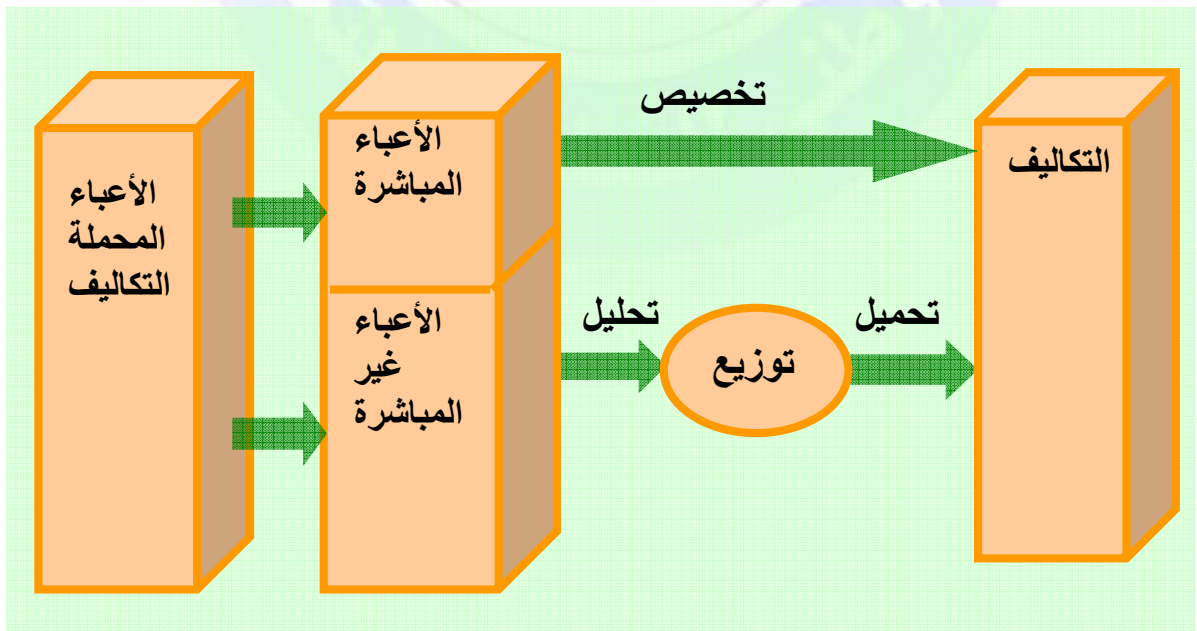 تخصيص
الأعباء
المباشرة
التكاليف
الأعباء
المحملة
التكاليف
الأعباء
غير
المباشرة
تحليل
توزيع
تحميل